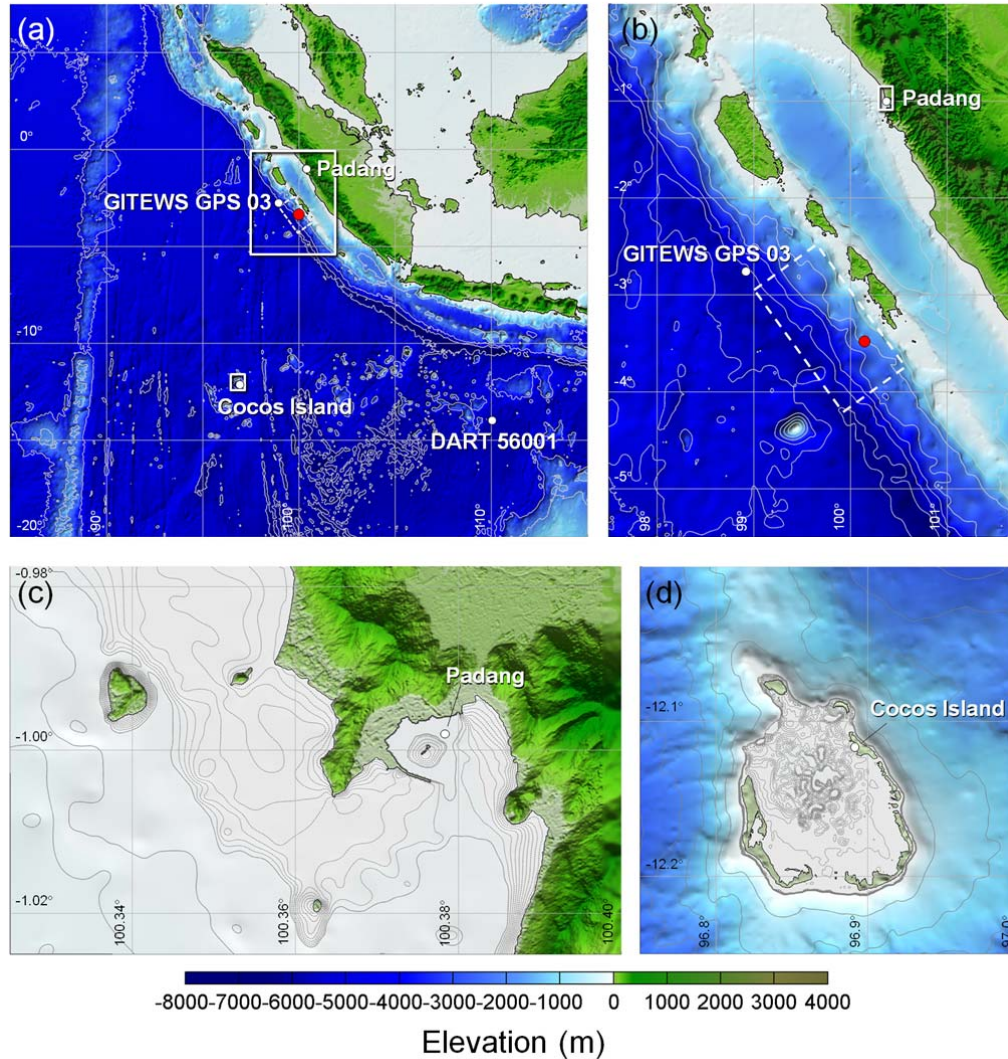 (a)
0°
Padang
GITEWS GPS 03
-10°
Cocos Island
DART 56001
-20°
90°
100°
110°
(b)
-1°
Padang
-2°
GITEWS GPS 03
-3°
-4°
-5°
98°
99°
100°
101°
(c)
-0.98°
Padang
-1.00°
-1.02°
100.34°
100.36°
100.38°
100.40°
(d)
-12.1°
Cocos Island
-12.2°
96.8°
96.9°
97.0°
-8000 -7000 -6000 -5000 -4000 -3000 -2000 -1000 0 1000 2000 3000 4000
Elevation (m)